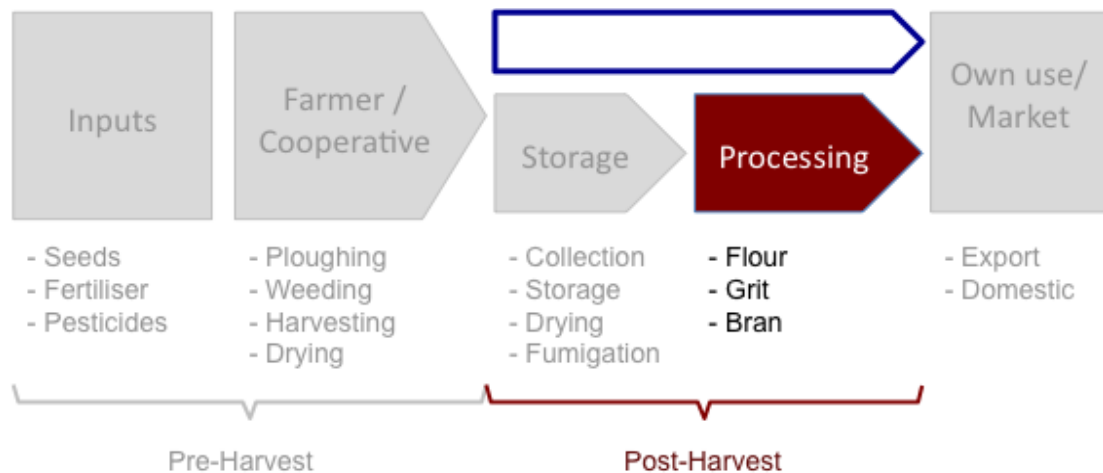 Inputs
Farmer /
Cooperative
Storage
Processing
Own use/
Market
- Seeds
- Fertiliser
- Pesticides
- Ploughing
- Weeding
- Harvesting
- Drying
- Collection
- Storage
- Drying
- Fumigation
- Flour
- Grit
- Bran
- Export
- Domestic
Pre-Harvest
Post-Harvest